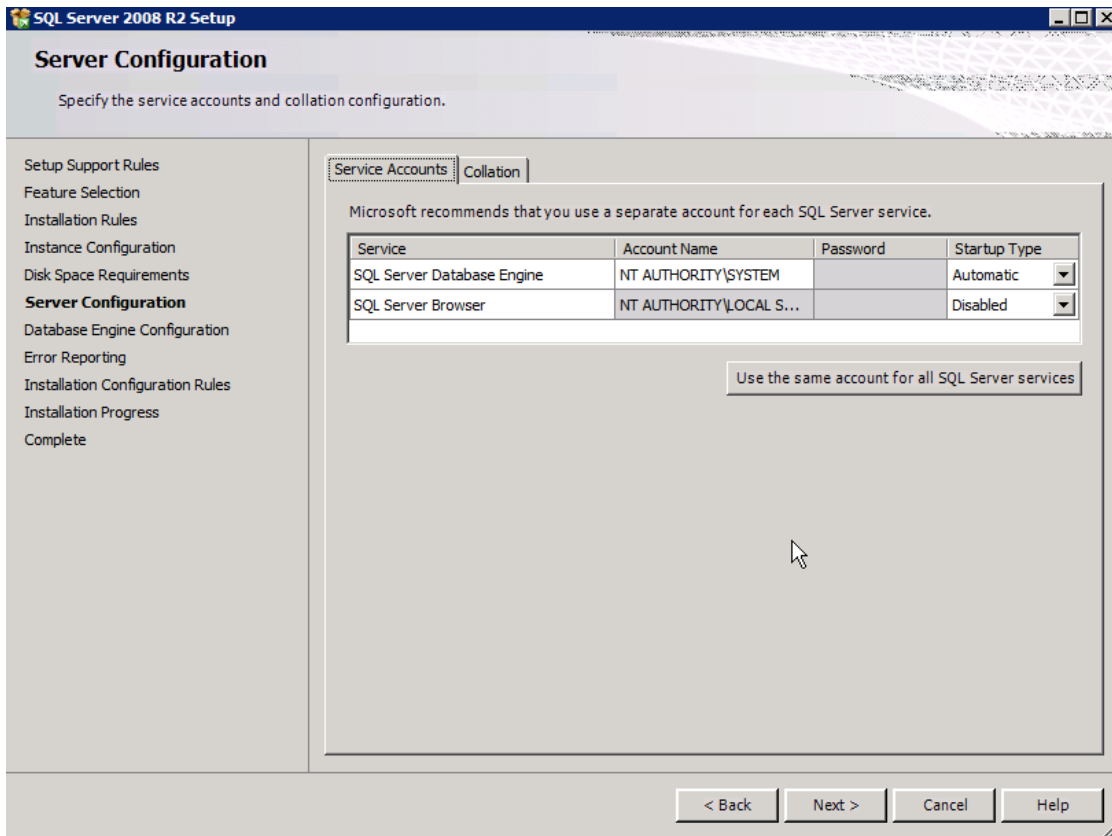 SQL Server 2008 R2 Setup
Server Configuration
Specify the service accounts and collation configuration.
Setup Support Rules
Feature Selection
Installation Rules
Instance Configuration
Disk Space Requirements
Server Configuration
Database Engine Configuration
Error Reporting
Installation Configuration Rules
Installation Progress
Complete
Service Accounts Collation
Microsoft recommends that you use a separate account for each SQL Server service.
Service Account Name Password Startup Type
SQL Server Database Engine NT AUTHORITY\SYSTEM Automatic
SQL Server Browser NT AUTHORITY\LOCAL S... Disabled
Use the same account for all SQL Server services
< Back Next > Cancel Help